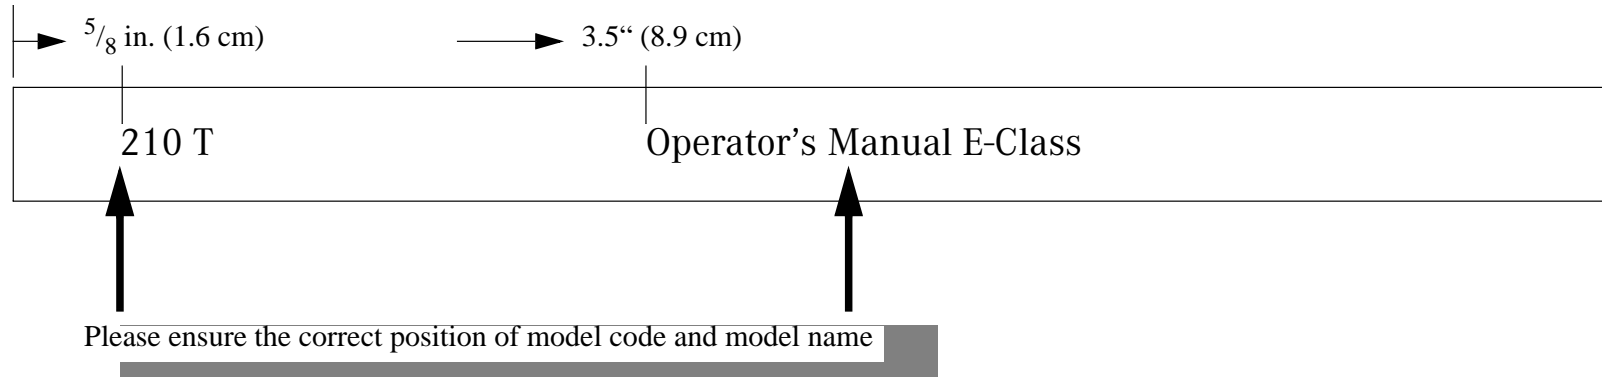 5/8 in. (1.6 cm) 3.5“ (8.9 cm)
210 T Operator’s Manual E-Class
Please ensure the correct position of model code and model name